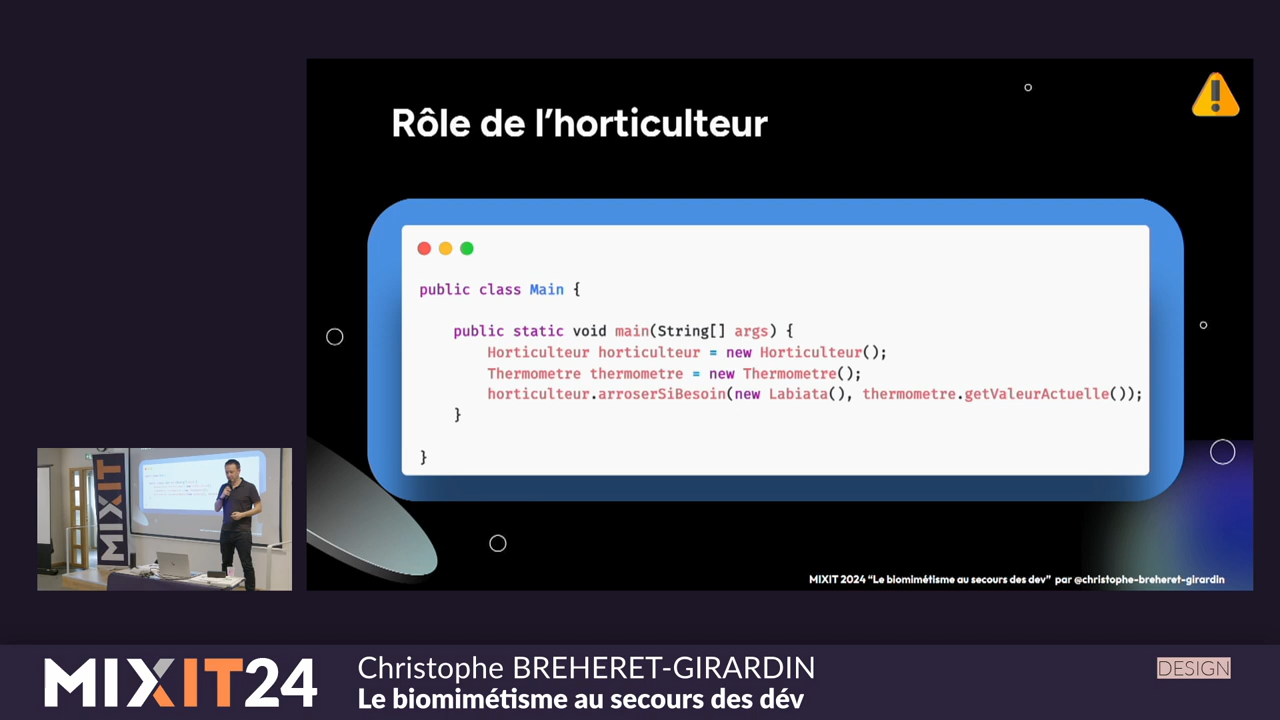 Rôle de l’horticulteur
public class Main {
public static void main(String[] args) {
Horticulteur horticulteur = new Horticulteur();
Thermometre thermometre = new Thermometre();
horticulteur.arroserSiBesoin(new Labiata(), thermometre.getValeurActuelle());
}
}
MIXIT 2024 “Le biomimétisme au secours des dev” par @christophe-breheret-girardin
MIXIT
MIXIT24
Christophe BREHERET-GIRARDIN
Le biomimétisme au secours des dév
DESIGN